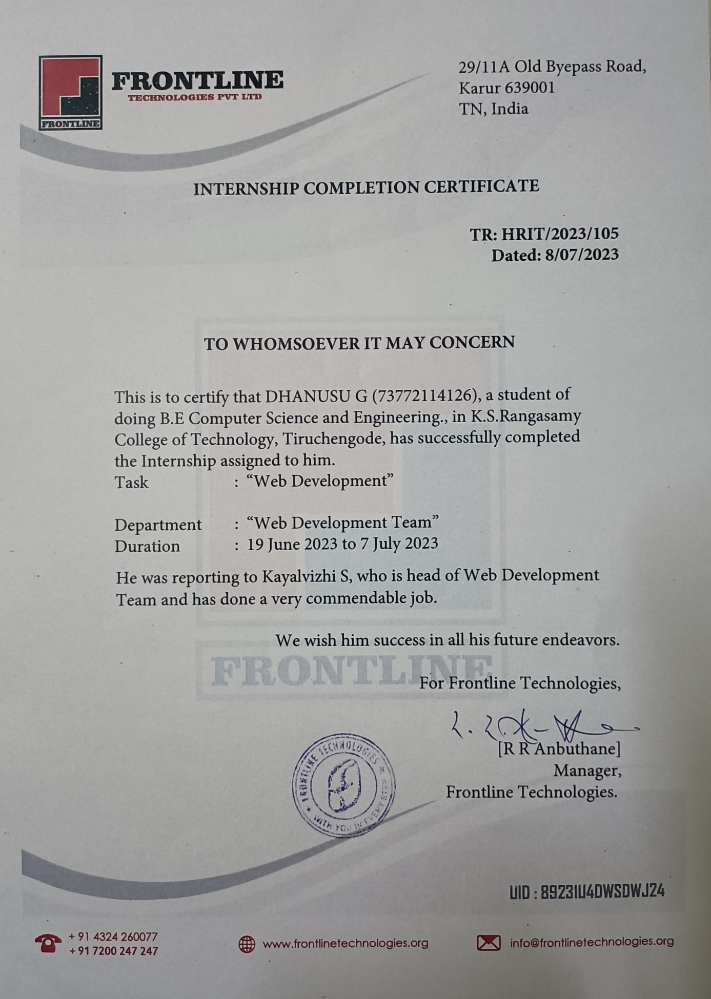 FRONTLINE
TECHNOLOGIES PVT LTD
FRONTLINE
29/11A Old Byepass Road,
Karur 639001
TN, India
INTERNSHIP COMPLETION CERTIFICATE
TR: HRIT/2023/105
Dated: 8/07/2023
TO WHOMSOEVER IT MAY CONCERN
This is to certify that DHANUSU G (73772114126), a student of
doing B.E Computer Science and Engineering., in K.S.Rangasamy
College of Technology, Tiruchengode, has successfully completed
the Internship assigned to him.
Task : “Web Development”
Department : “Web Development Team”
Duration : 19 June 2023 to 7 July 2023
He was reporting to Kayalvizhi S, who is head of Web Development
Team and has done a very commendable job.
We wish him success in all his future endeavors.
FRONTLINE
For Frontline Technologies,
[R R Anbuthane]
Manager,
Frontline Technologies.
FRONTLINE TECHNOLOGIES
WITH YOU IN EVERY STEP
UID : 89231U4DWSDWJ24
+ 91 4324 260077
+ 91 7200 247 247
www.frontlinetechnologies.org
info@frontlinetechnologies.org